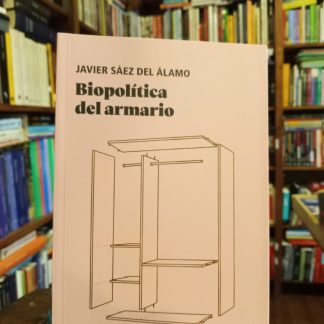 JAVIER SÁEZ DEL ÁLAMO
Biopolítica
del armario